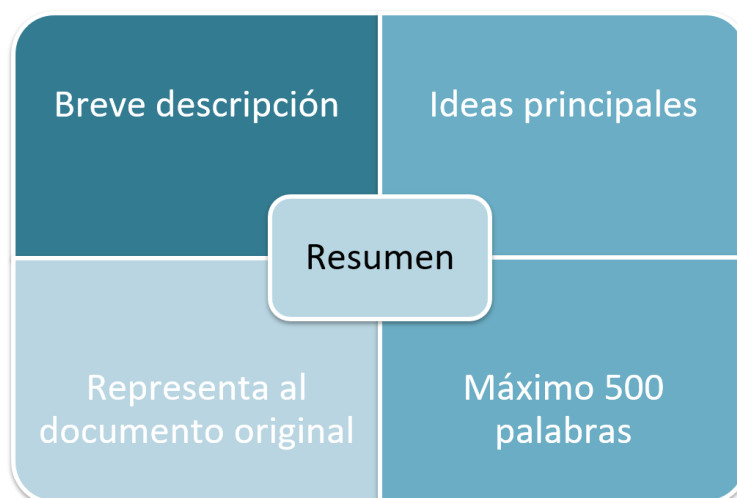 Breve descripción
Ideas principales
Resumen
Representa al
documento original
Máximo 500
palabras